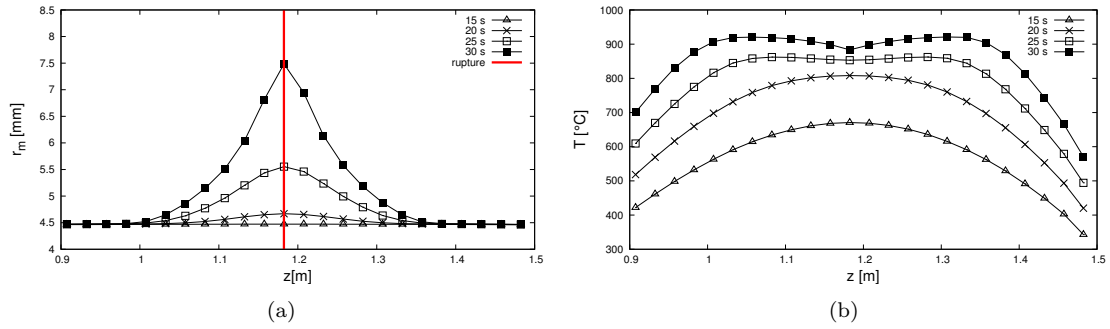 8.5
8
7.5
7
6.5
6
5.5
5
4.5
4
0.9 1 1.1 1.2 1.3 1.4 1.5
r_m [mm]
z[m]
15 s
20 s
25 s
30 s
rupture
(a)
1000
900
800
700
600
500
400
300
0.9 1 1.1 1.2 1.3 1.4 1.5
T [°C]
z [m]
15 s
20 s
25 s
30 s
(b)